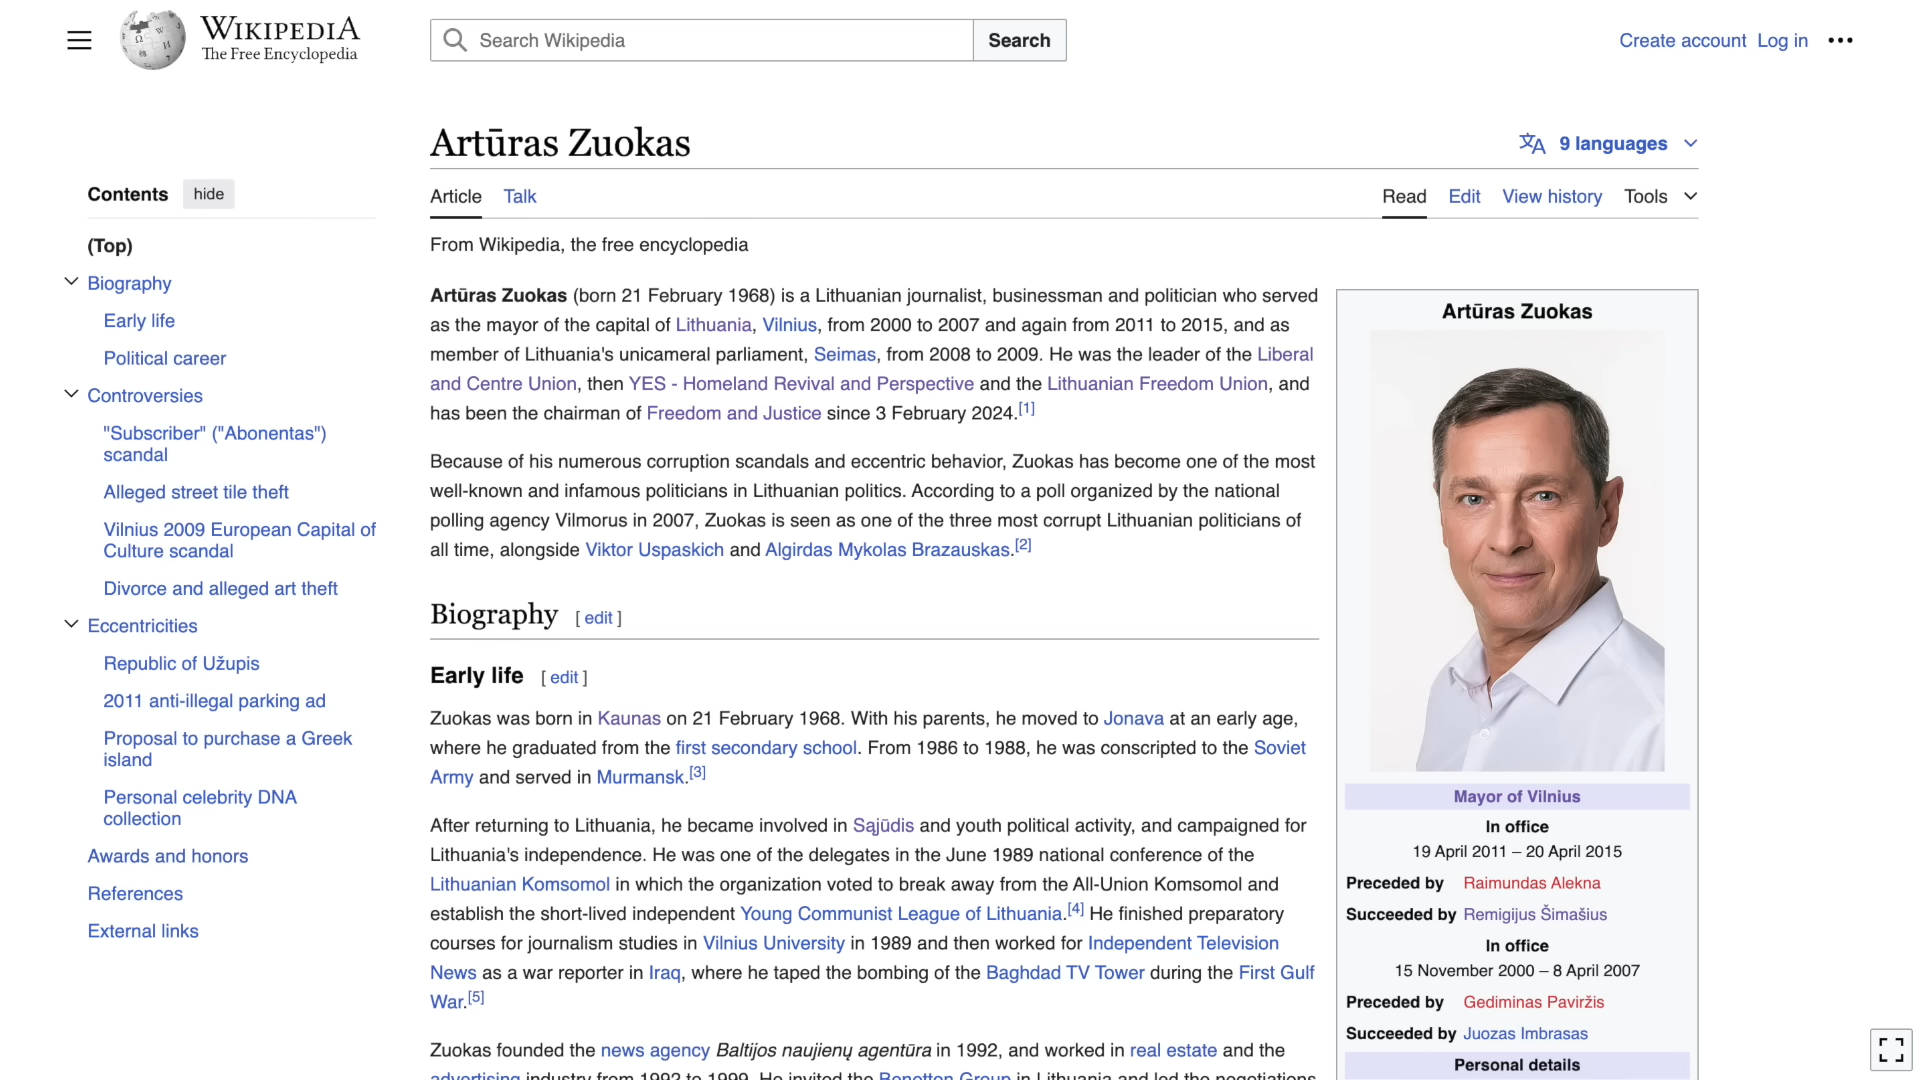 WIKIPEDIA
The Free Encyclopedia
Search Wikipedia
Search
Create account Log in
Artūras Zuokas
9 languages
Contents hide
(Top)
Biography
Early life
Political career
Controversies
"Subscriber" ("Abonentas")
scandal
Alleged street tile theft
Vilnius 2009 European Capital of
Culture scandal
Divorce and alleged art theft
Eccentricities
Republic of Užupis
2011 anti-illegal parking ad
Proposal to purchase a Greek
island
Personal celebrity DNA
collection
Awards and honors
References
External links
Article Talk
Read Edit View history Tools
From Wikipedia, the free encyclopedia
Artūras Zuokas (born 21 February 1968) is a Lithuanian journalist, businessman and politician who served
as the mayor of the capital of Lithuania, Vilnius, from 2000 to 2007 and again from 2011 to 2015, and as
member of Lithuania's unicameral parliament, Seimas, from 2008 to 2009. He was the leader of the Liberal
and Centre Union, then YES - Homeland Revival and Perspective and the Lithuanian Freedom Union, and
has been the chairman of Freedom and Justice since 3 February 2024.[1]
Because of his numerous corruption scandals and eccentric behavior, Zuokas has become one of the most
well-known and infamous politicians in Lithuanian politics. According to a poll organized by the national
polling agency Vilmorus in 2007, Zuokas is seen as one of the three most corrupt Lithuanian politicians of
all time, alongside Viktor Uspaskich and Algirdas Mykolas Brazauskas.[2]
Biography [ edit ]
Early life [ edit ]
Zuokas was born in Kaunas on 21 February 1968. With his parents, he moved to Jonava at an early age,
where he graduated from the first secondary school. From 1986 to 1988, he was conscripted to the Soviet
Army and served in Murmansk.[3]
After returning to Lithuania, he became involved in Sąjūdis and youth political activity, and campaigned for
Lithuania's independence. He was one of the delegates in the June 1989 national conference of the
Lithuanian Komsomol in which the organization voted to break away from the All-Union Komsomol and
establish the short-lived independent Young Communist League of Lithuania.[4] He finished preparatory
courses for journalism studies in Vilnius University in 1989 and then worked for Independent Television
News as a war reporter in Iraq, where he taped the bombing of the Baghdad TV Tower during the First Gulf
War.[5]
Zuokas founded the news agency Baltijos naujienų agentūra in 1992, and worked in real estate and the
advertising industry from 1992 to 1999. He invited the Benetton Group in Lithuania and led the negotiations
Artūras Zuokas
Mayor of Vilnius
In office
19 April 2011 – 20 April 2015
Preceded by Raimundas Alekna
Succeeded by Remigijus Šimašius
In office
15 November 2000 – 8 April 2007
Preceded by Gediminas Paviržis
Succeeded by Juozas Imbrasas
Personal details